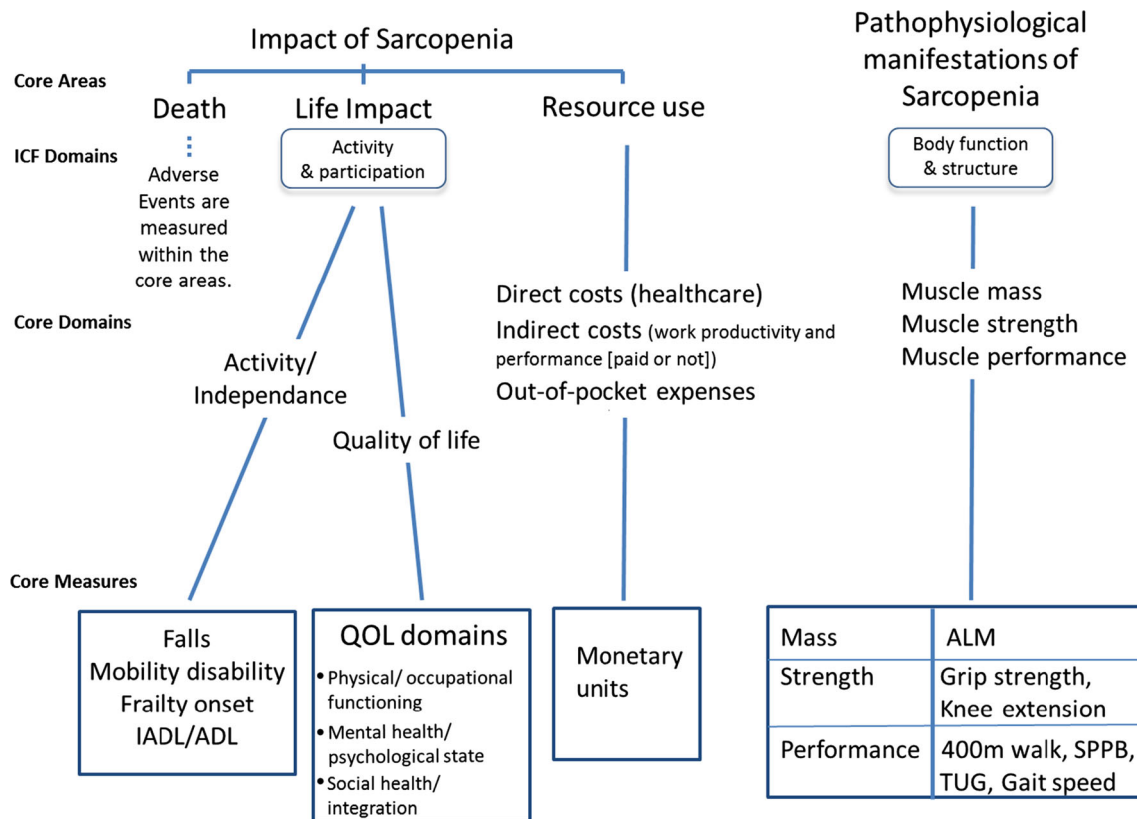 Impact of Sarcopenia
Pathophysiological
manifestations of
Sarcopenia
Core Areas
Death
Life Impact
Resource use
ICF Domains
Activity
& participation
Body function
& structure
Adverse
Events are
measured
within the
core areas.
Core Domains
Activity/
Independance
Quality of life
Direct costs (healthcare)
Indirect costs (work productivity and
performance [paid or not])
Out-of-pocket expenses
Muscle mass
Muscle strength
Muscle performance
Core Measures
Falls
Mobility disability
Frailty onset
IADL/ADL
QOL domains
• Physical/ occupational
functioning
• Mental health/
psychological state
• Social health/
integration
Monetary
units
Mass
ALM
Strength
Grip strength,
Knee extension
Performance
400m walk, SPPB,
TUG, Gait speed